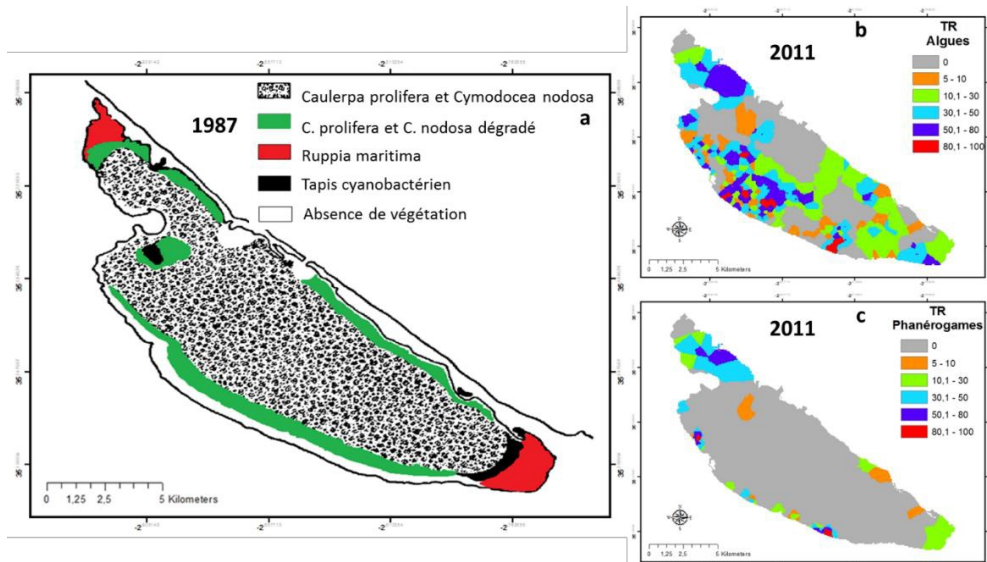 1987
a
Caulerpa prolifera et Cymodocea nodosa
C. prolifera et C. nodosa dégradé
Ruppia maritima
Tapis cyanobactérien
Absence de végétation
0 1,25 2,5 5 Kilometers
2011
b
TR
Algues
0
5 - 10
10,1 - 30
30,1 - 50
50,1 - 80
80,1 - 100
0 1,25 2,5 5 Kilometers
2011
c
TR
Phanérogames
0
5 - 10
10,1 - 30
30,1 - 50
50,1 - 80
80,1 - 100
0 1,25 2,5 5 Kilometers